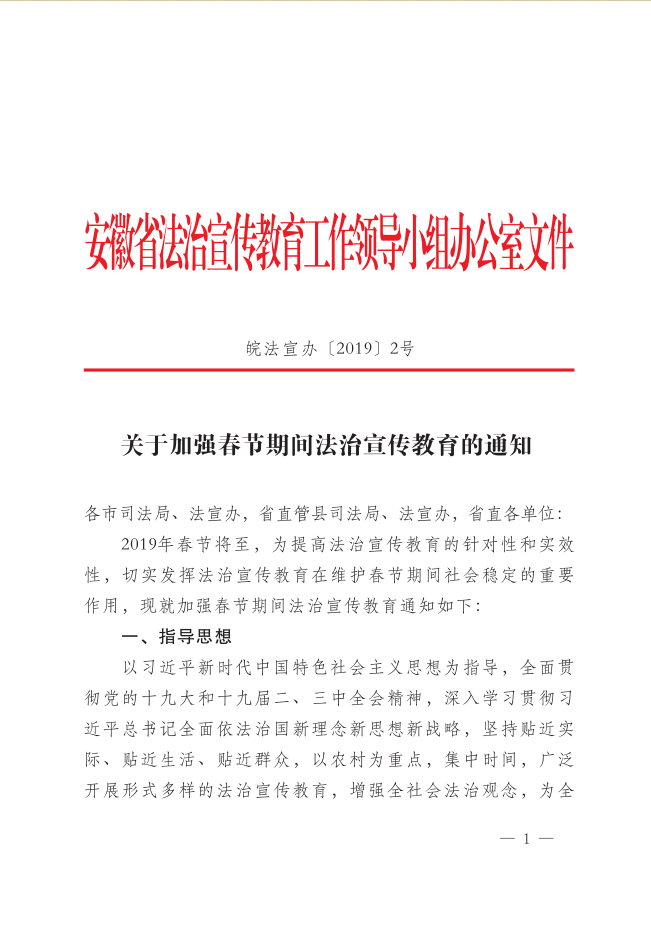 安徽省法治宣传教育工作领导小组办公室文件
皖法宣办〔2019〕2号
关于加强春节期间法治宣传教育的通知
各市司法局、法宣办，省直管县司法局、法宣办，省直各单位：
2019年春节将至，为提高法治宣传教育的针对性和实效
性，切实发挥法治宣传教育在维护春节期间社会稳定的重要
作用，现就加强春节期间法治宣传教育通知如下：
一、指导思想
以习近平新时代中国特色社会主义思想为指导，全面贯
彻党的十九大和十九届二、三中全会精神，深入学习贯彻习
近平总书记全面依法治国新理念新思想新战略，坚持贴近实
际、贴近生活、贴近群众，以农村为重点，集中时间，广泛
开展形式多样的法治宣传教育，增强全社会法治观念，为全
— 1 —